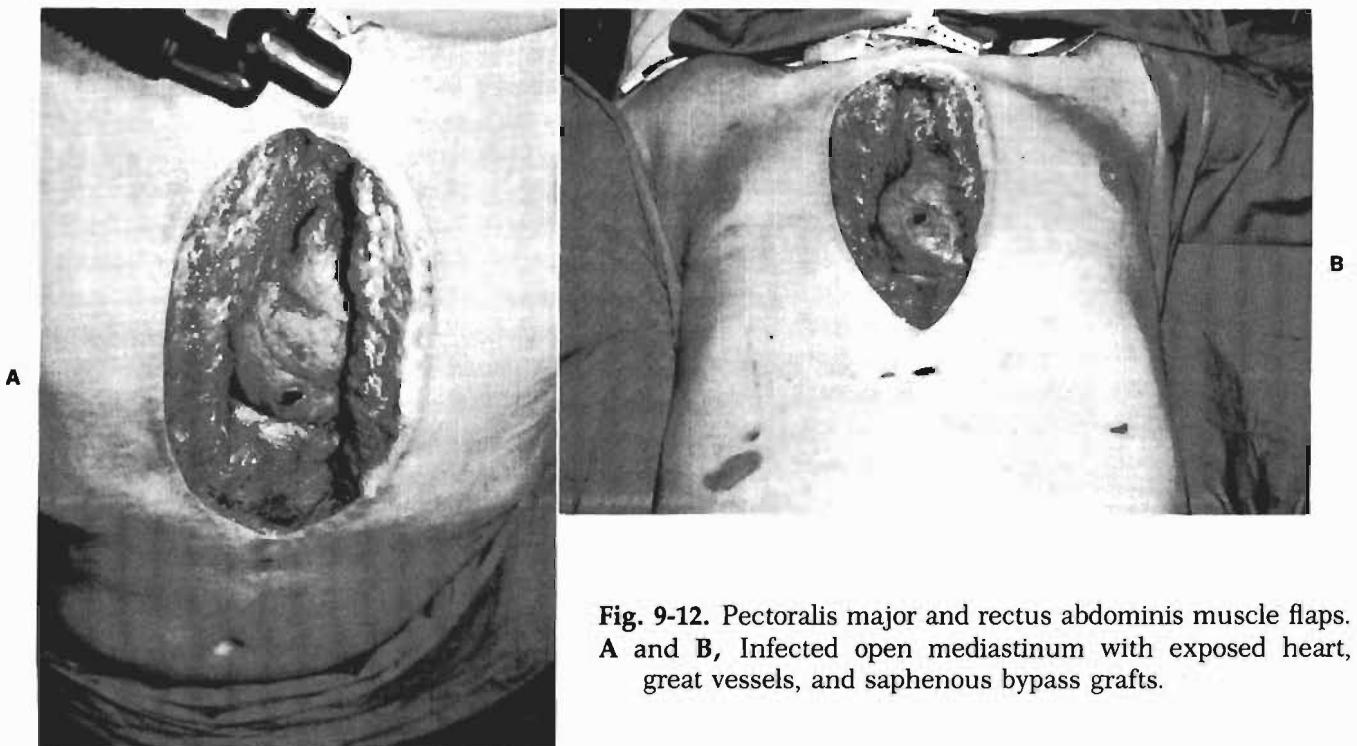 A
B
Fig. 9-12. Pectoralis major and rectus abdominis muscle flaps.
A and B, Infected open mediastinum with exposed heart,
great vessels, and saphenous bypass grafts.